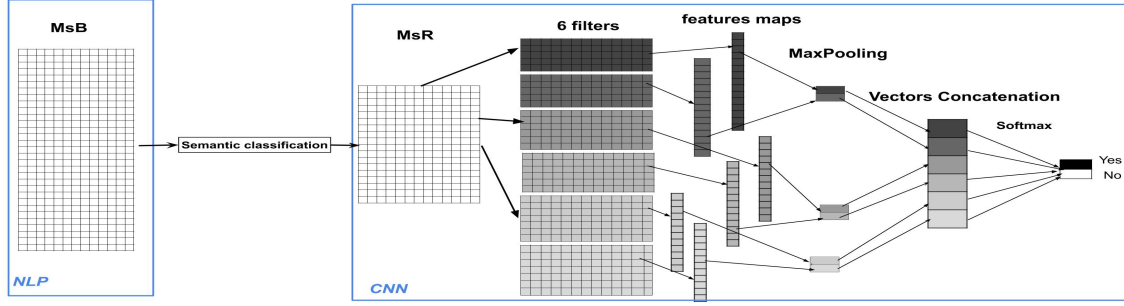 MsB
NLP
Semantic classification
MsR
6 filters
features maps
MaxPooling
Vectors Concatenation
Softmax
Yes
No
CNN